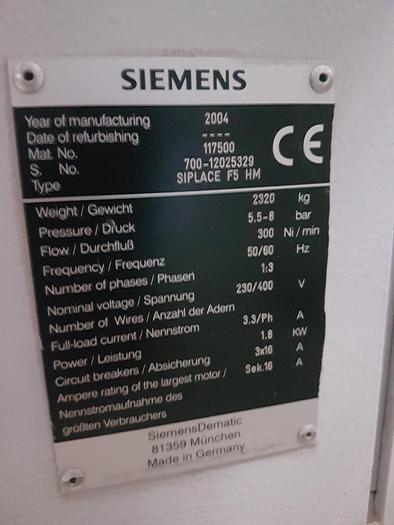 SIEMENS
Year of manufacturing 2004
Date of refurbishing ----
Mat. No. 117500
S. No. 700-12025329
Type SIPLACE F5 HM
CE
Weight / Gewicht 2320 kg
Pressure / Druck 5.5-8 bar
Flow / Durchfluß 300 Nl/min
Frequency / Frequenz 50/60 Hz
Number of phases / Phasen 1:3
Nominal voltage / Spannung 230/400 V
Number of Wires / Anzahl der Adern
Full-load current / Nennstrom 3.3/Ph A
Power / Leistung 1.8 KW
Circuit breakers / Absicherung 3x16 A
Ampere rating of the largest motor / Sek.16 A
Nennstromaufnahme des
größten Verbrauchers
SiemensDematic
81359 München
Made in Germany